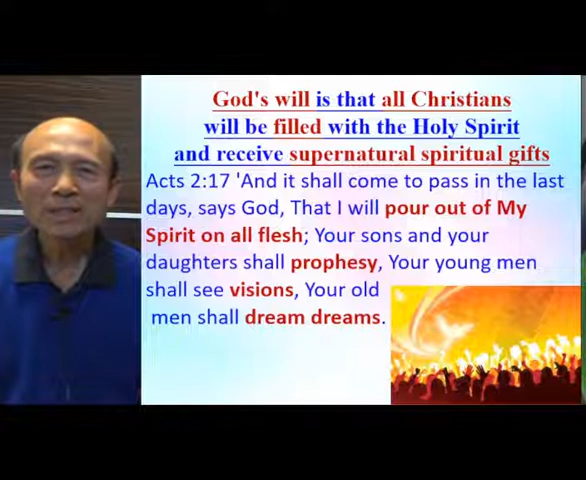 God's will is that all Christians
will be filled with the Holy Spirit
and receive supernatural spiritual gifts
Acts 2:17 'And it shall come to pass in the last
days, says God, That I will pour out of My
Spirit on all flesh; Your sons and your
daughters shall prophesy, Your young men
shall see visions, Your old
men shall dream dreams.